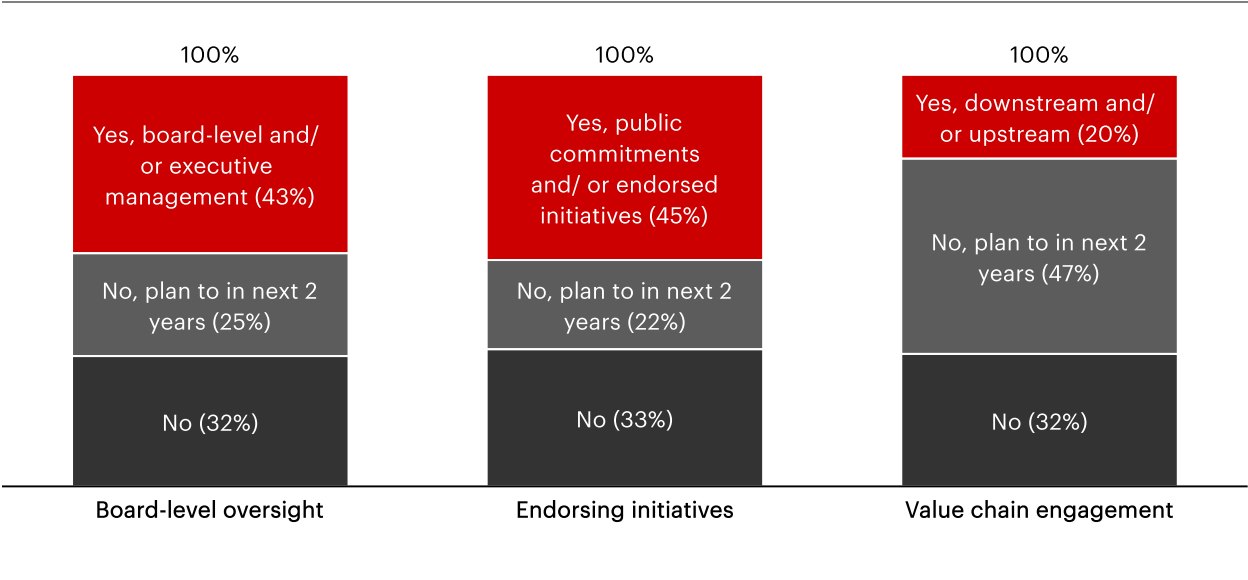 100%
Yes, board-level and/
or executive
management (43%)
No, plan to in next 2
years (25%)
No (32%)
Board-level oversight
100%
Yes, public
commitments
and/ or endorsed
initiatives (45%)
No, plan to in next 2
years (22%)
No (33%)
Endorsing initiatives
100%
Yes, downstream and/
or upstream (20%)
No, plan to in next 2
years (47%)
No (32%)
Value chain engagement